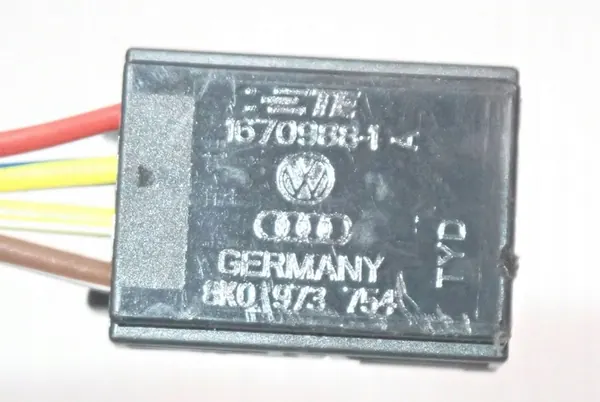 TE
1670988-1 A
GERMANY
8K0 973 754
TYD